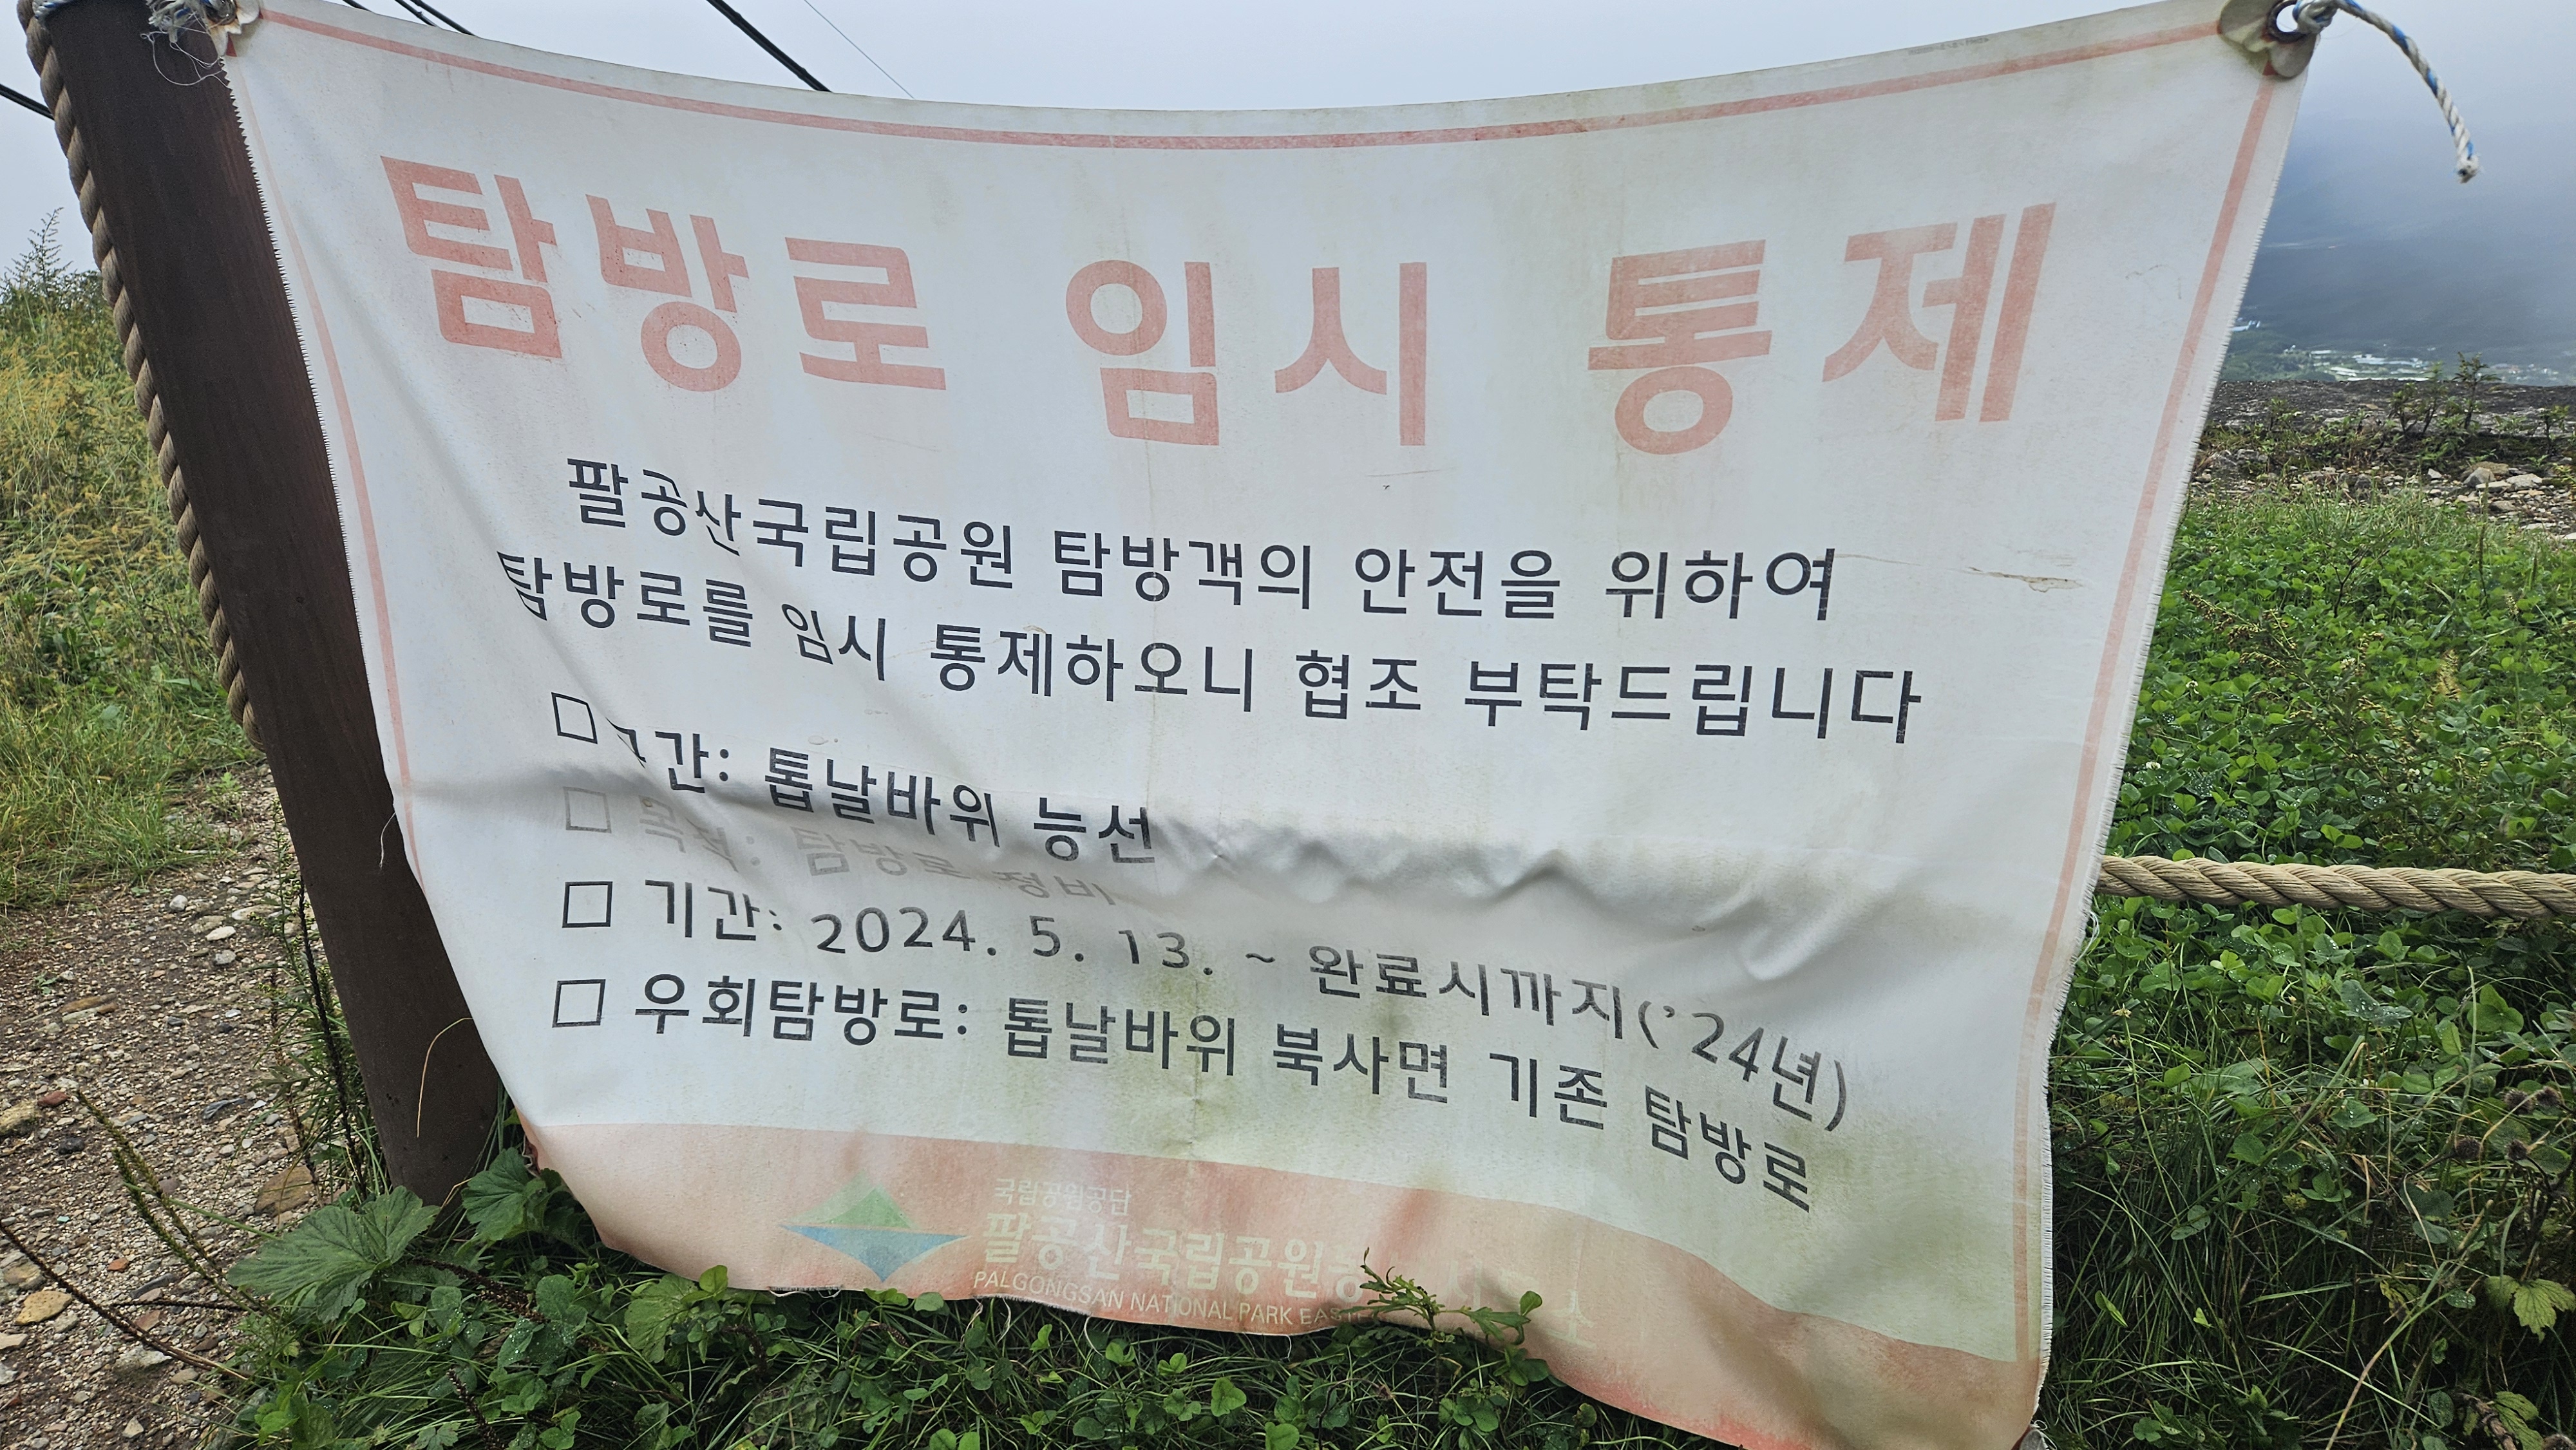 탐방로 임시 통제
팔공산국립공원 탐방객의 안전을 위하여
탐방로를 임시 통제하오니 협조 부탁드립니다
□ 구간: 톱날바위 능선
□ 목적: 탐방로 정비
□ 기간: 2024. 5. 13. ~ 완료시까지('24년)
□ 우회탐방로: 톱날바위 북사면 기존 탐방로
국립공원공단
팔공산국립공원
PALGONGSAN NATIONAL PARK